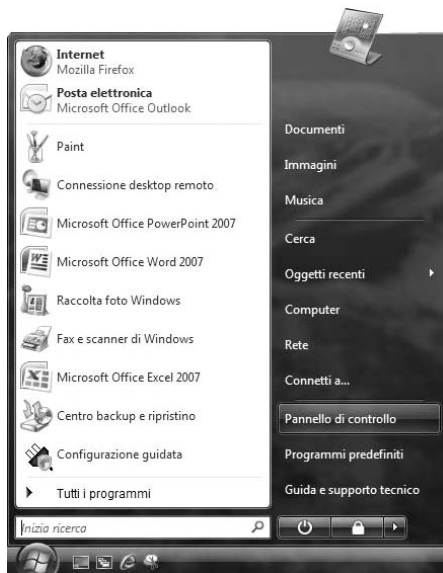 Internet
Mozilla Firefox
Posta elettronica
Microsoft Office Outlook
Paint
Connessione desktop remoto
Microsoft Office PowerPoint 2007
Microsoft Office Word 2007
Raccolta foto Windows
Fax e scanner di Windows
Microsoft Office Excel 2007
Centro backup e ripristino
Configurazione guidata
Tutti i programmi
Inizia ricerca
Documenti
Immagini
Musica
Cerca
Oggetti recenti
Computer
Rete
Connetti a...
Pannello di controllo
Programmi predefiniti
Guida e supporto tecnico